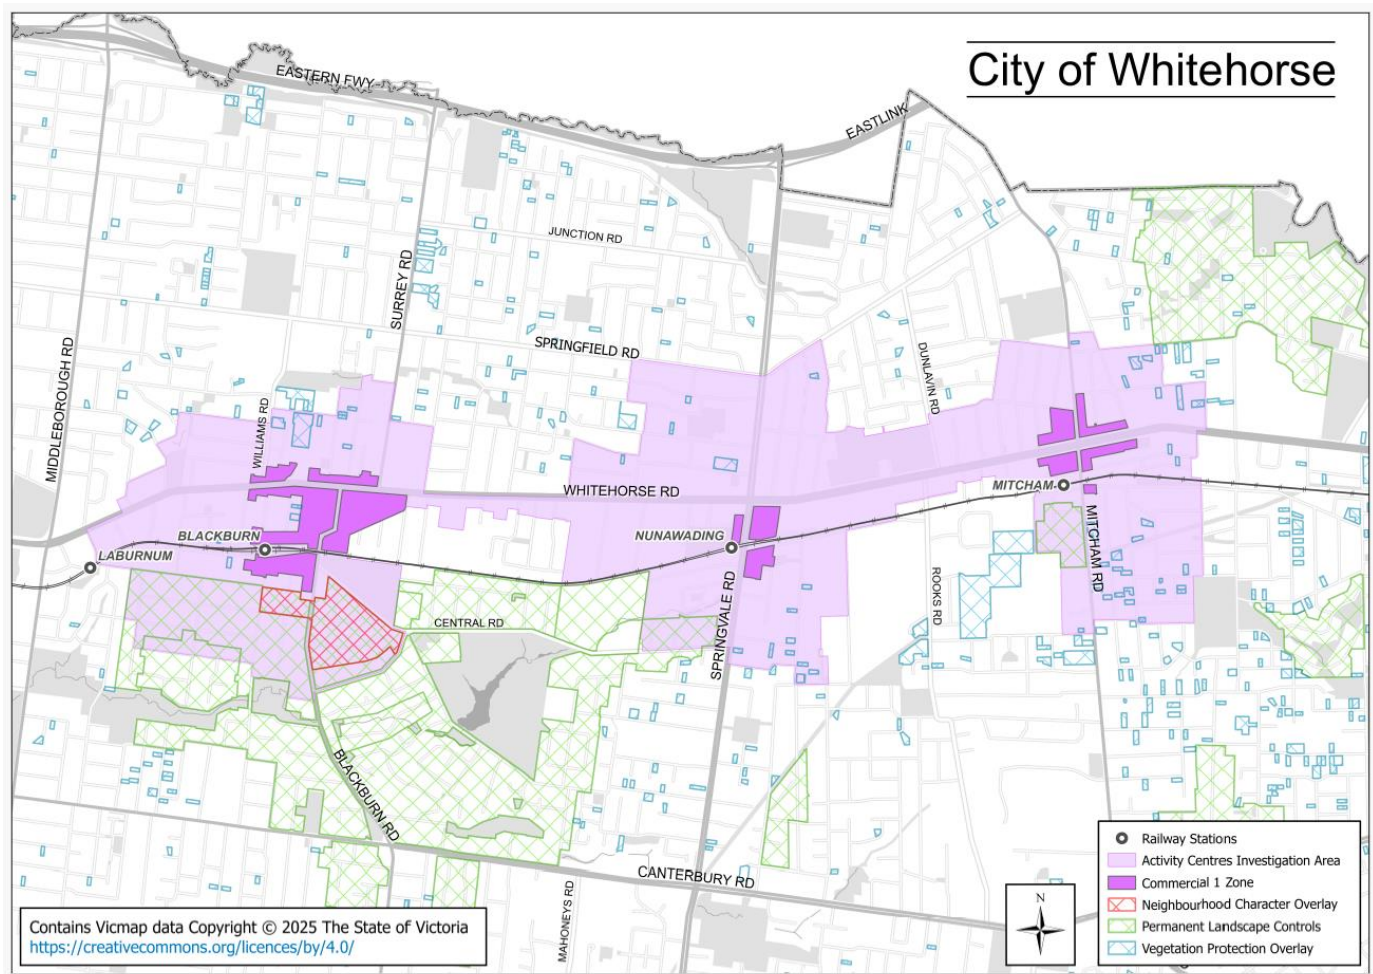 City of Whitehorse
EASTERN FWY
EASTLINK
JUNCTION RD
SURREY RD
SPRINGFIELD RD
MIDDLEBOROUGH RD
DUNLAVIN RD
WILLIAMS RD
WHITEHORSE RD
MITCHAM
BLACKBURN
NUNAWADING
LABURNUM
MITCHAM RD
ROOKS RD
CENTRAL RD
SPRINGVALE RD
BLACKBURN RD
CANTERBURY RD
MAHONEYS RD
Railway Stations
Activity Centres Investigation Area
Commercial 1 Zone
Neighbourhood Character Overlay
Permanent Landscape Controls
Vegetation Protection Overlay
N
Contains Vicmap data Copyright © 2025 The State of Victoria
https://creativecommons.org/licences/by/4.0/